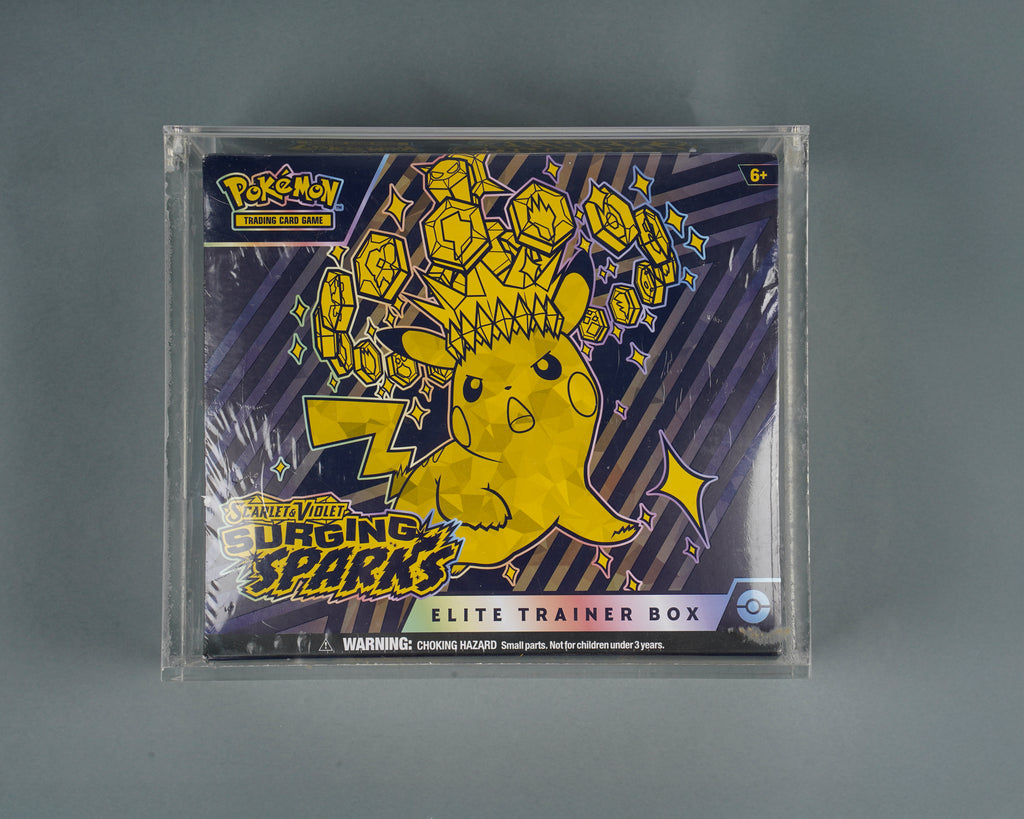 POKÉMON
TM
TRADING CARD GAME
6+
SCARLET & VIOLET
SURGING
SPARKS
ELITE TRAINER BOX
WARNING: CHOKING HAZARD Small parts. Not for children under 3 years.